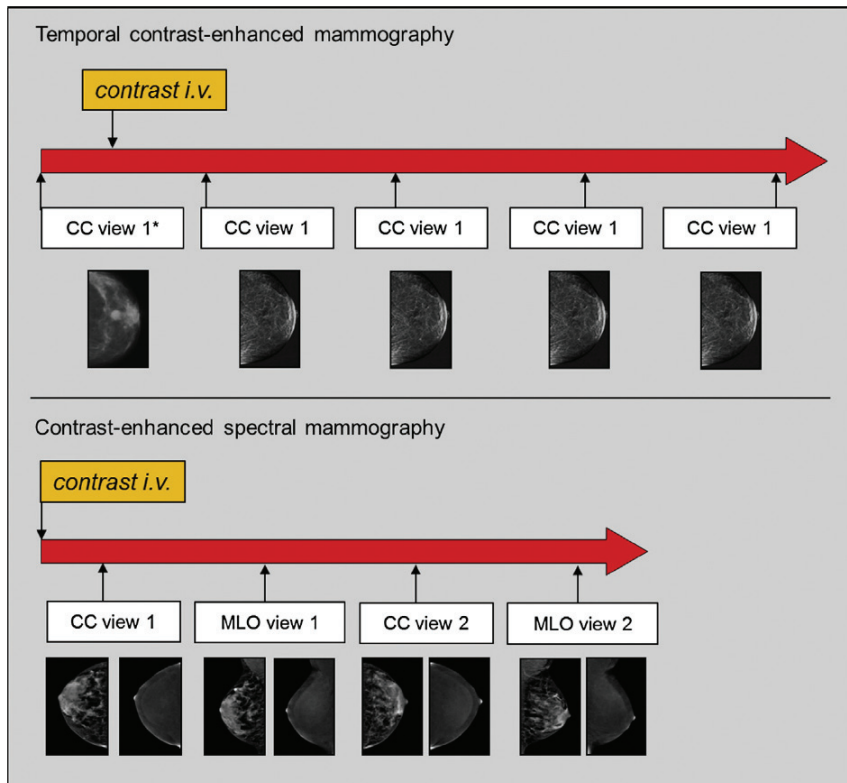 Temporal contrast-enhanced mammography
contrast i.v.
CC view 1*
CC view 1
CC view 1
CC view 1
CC view 1
Contrast-enhanced spectral mammography
contrast i.v.
CC view 1
MLO view 1
CC view 2
MLO view 2